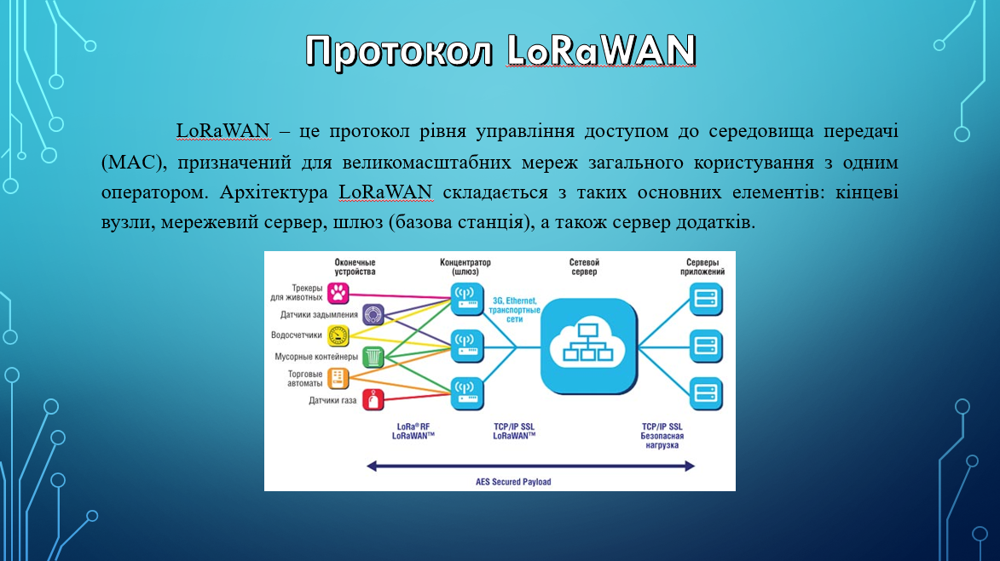 Протокол LoRaWAN
LoRaWAN – це протокол рівня управління доступом до середовища передачі
(MAC), призначений для великомасштабних мереж загального користування з одним
оператором. Архітектура LoRaWAN складається з таких основних елементів: кінцеві
вузли, мережевий сервер, шлюз (базова станція), а також сервер додатків.
Оконечные
устройства
Концентратор
(шлюз)
Сетевой
сервер
Серверы
приложений
Трекеры
для животных
Датчики задымления
Водосчетчики
Мусорные контейнеры
Торговые
автоматы
Датчики газа
3G, Ethernet,
транспортные
сети
LoRa® RF
LoRaWAN™
TCP/IP SSL
LoRaWAN™
TCP/IP SSL
Безопасная
нагрузка
AES Secured Payload